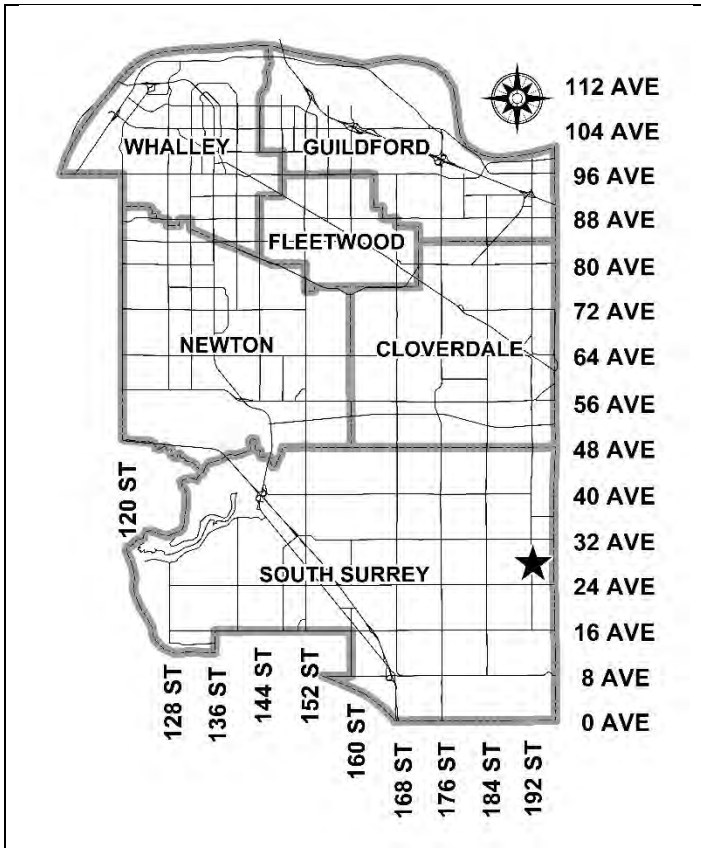 112 AVE
104 AVE
WHALLEY
GUILDFORD
96 AVE
88 AVE
FLEETWOOD
80 AVE
72 AVE
NEWTON
CLOVERDALE
64 AVE
56 AVE
48 AVE
120 ST
40 AVE
32 AVE
SOUTH SURREY
24 AVE
16 AVE
128 ST
136 ST
144 ST
152 ST
160 ST
8 AVE
0 AVE
168 ST
176 ST
184 ST
192 ST